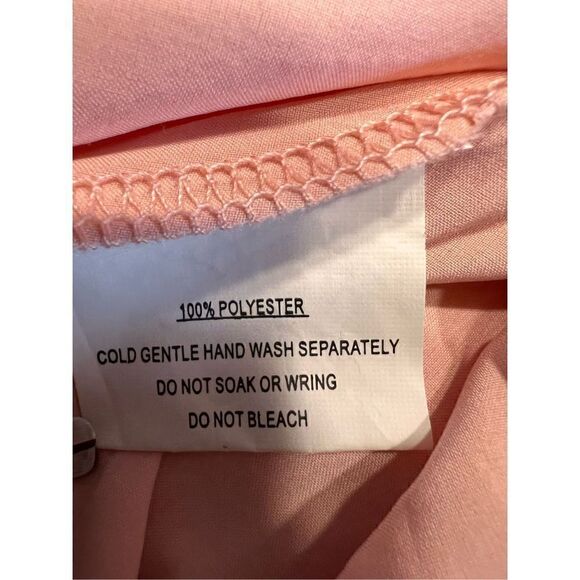 100% POLYESTER
COLD GENTLE HAND WASH SEPARATELY
DO NOT SOAK OR WRING
DO NOT BLEACH